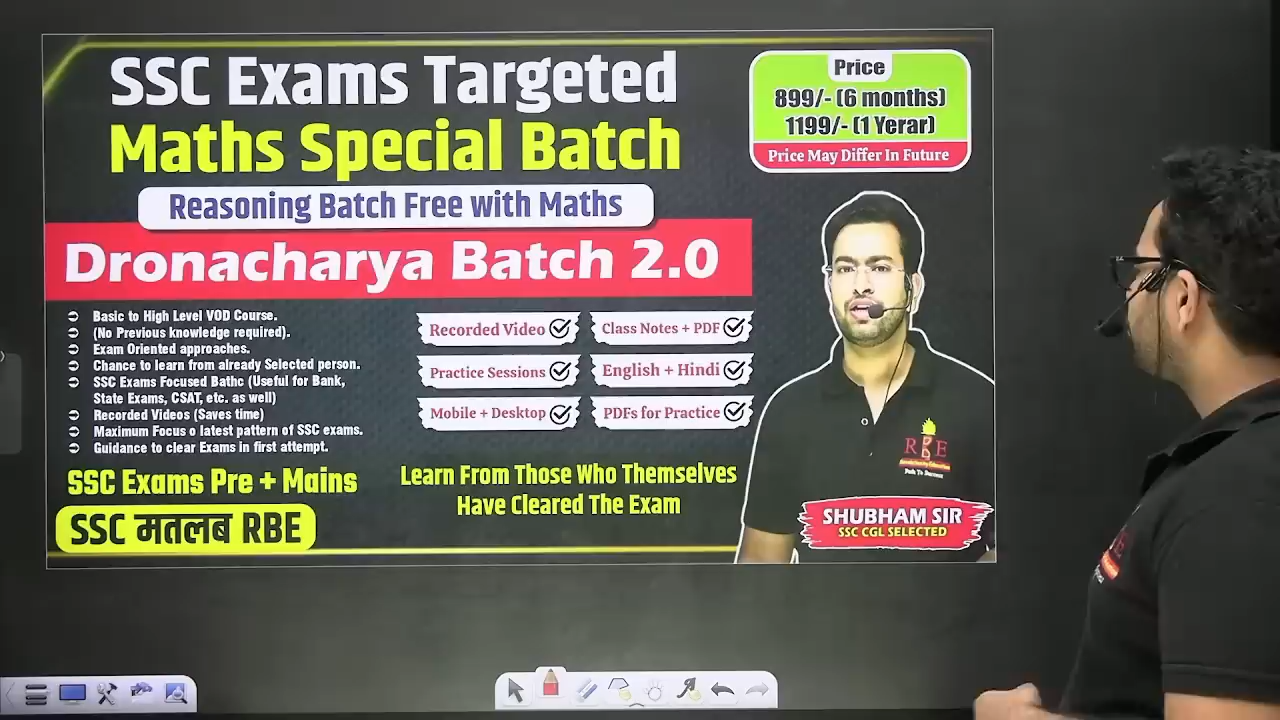 SSC Exams Targeted
Maths Special Batch
Reasoning Batch Free with Maths
Dronacharya Batch 2.0
Price
899/- (6 months)
1199/- (1 Yerar)
Price May Differ In Future
Basic to High Level VOD Course.
(No Previous knowledge required).
Exam Oriented approaches.
Chance to learn from already Selected person.
SSC Exams Focused Bathc (Useful for Bank,
State Exams, CSAT, etc. as well)
Recorded Videos (Saves time)
Maximum Focus o latest pattern of SSC exams.
Guidance to clear Exams in first attempt.
Recorded Video
Class Notes + PDF
Practice Sessions
English + Hindi
Mobile + Desktop
PDFs for Practice
SSC Exams Pre + Mains
SSC मतलब RBE
Learn From Those Who Themselves
Have Cleared The Exam
RBE
Path To Success
SHUBHAM SIR
SSC CGL SELECTED